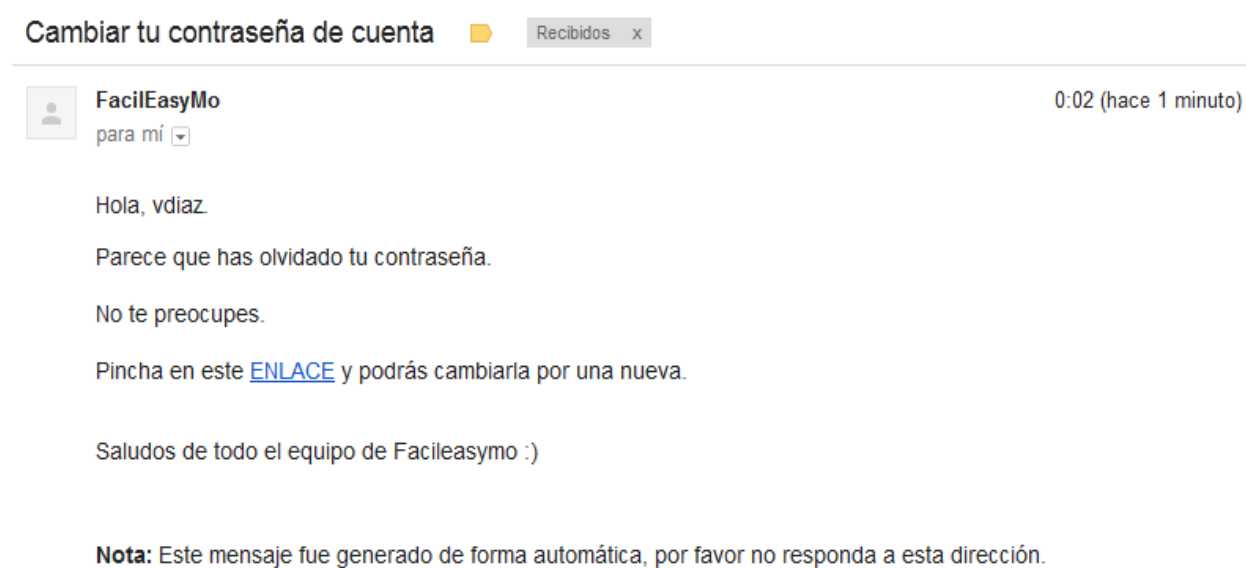 Cambiar tu contraseña de cuenta Recibidos x
FacilEasyMo 0:02 (hace 1 minuto)
para mí
Hola, vdiaz.
Parece que has olvidado tu contraseña.
No te preocupes.
Pincha en este ENLACE y podrás cambiarla por una nueva.
Saludos de todo el equipo de Facileasymo :)
Nota: Este mensaje fue generado de forma automática, por favor no responda a esta dirección.